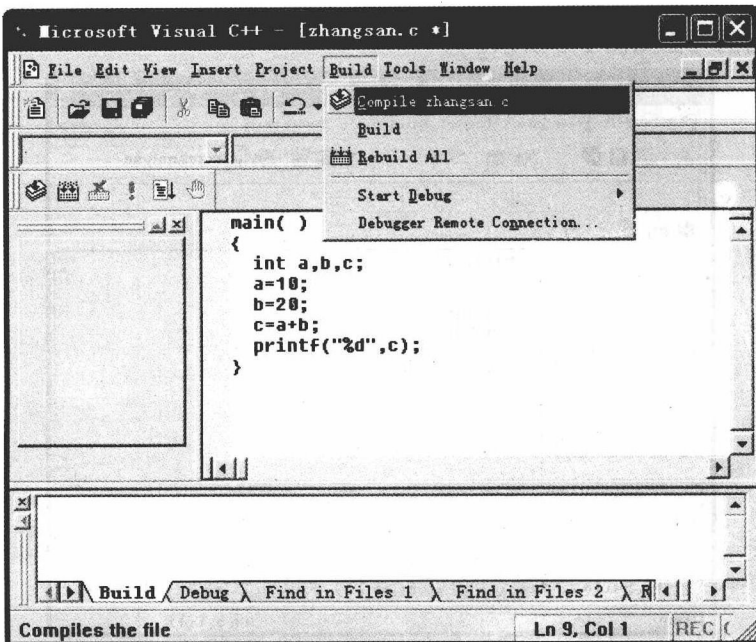 Microsoft Visual C++ - [zhangsan.c *]
File Edit View Insert Project Build Tools Window Help
Compile zhangsan c
Build
Rebuild All
Start Debug
Debugger Remote Connection...
main( )
{
int a,b,c;
a=10;
b=20;
c=a+b;
printf("%d",c);
}
Build Debug Find in Files 1 Find in Files 2 R
Compiles the file Ln 9, Col 1 REC C